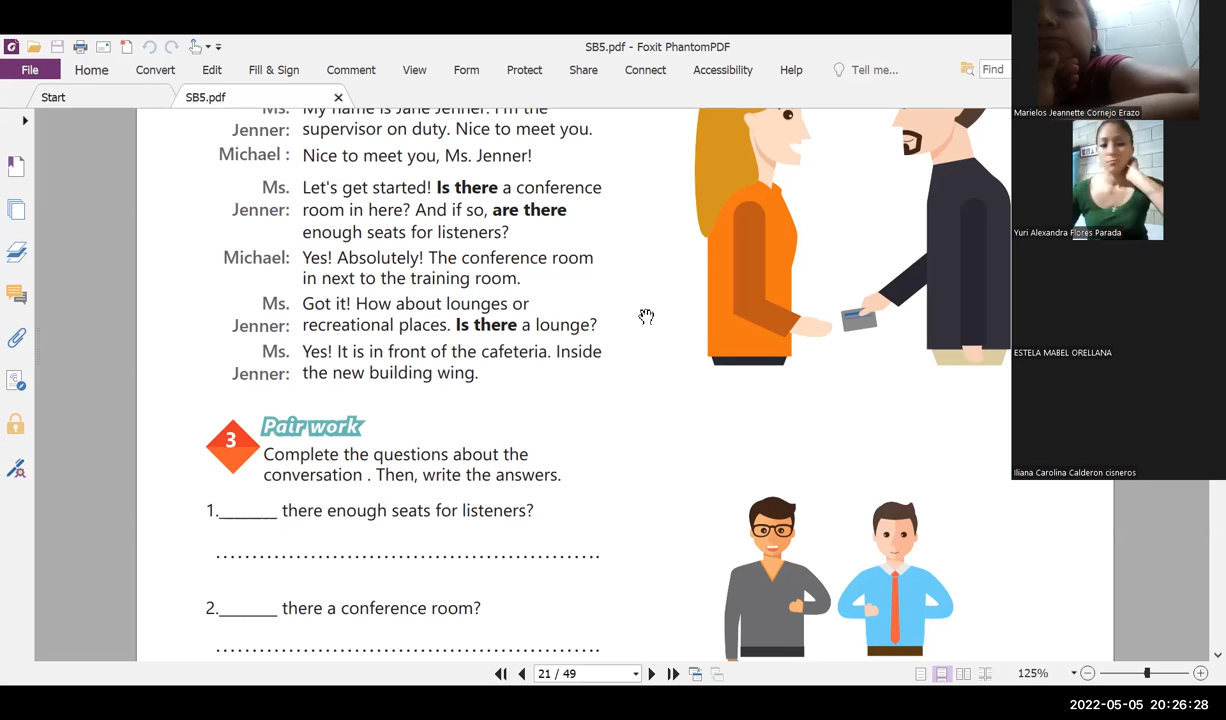 SB5.pdf - Foxit PhantomPDF
File Home Convert Edit Fill & Sign Comment View Form Protect Share Connect Accessibility Help Tell me... Find
Start SB5.pdf
My name is Jane Jenner. I'm the
Jenner: supervisor on duty. Nice to meet you.
Michael : Nice to meet you, Ms. Jenner!
Ms. Let's get started! Is there a conference
Jenner: room in here? And if so, are there
enough seats for listeners?
Michael: Yes! Absolutely! The conference room
in next to the training room.
Ms. Got it! How about lounges or
Jenner: recreational places. Is there a lounge?
Ms. Yes! It is in front of the cafeteria. Inside
Jenner: the new building wing.
3 Pair work
Complete the questions about the
conversation . Then, write the answers.
1._______ there enough seats for listeners?
......................................................
2._______ there a conference room?
......................................................
Marielos Jeannette Cornejo Erazo
Yuri Alexandra Flores Parada
ESTELA MABEL ORELLANA
Iliana Carolina Calderon cisneros
21 / 49
125%
2022-05-05 20:26:28